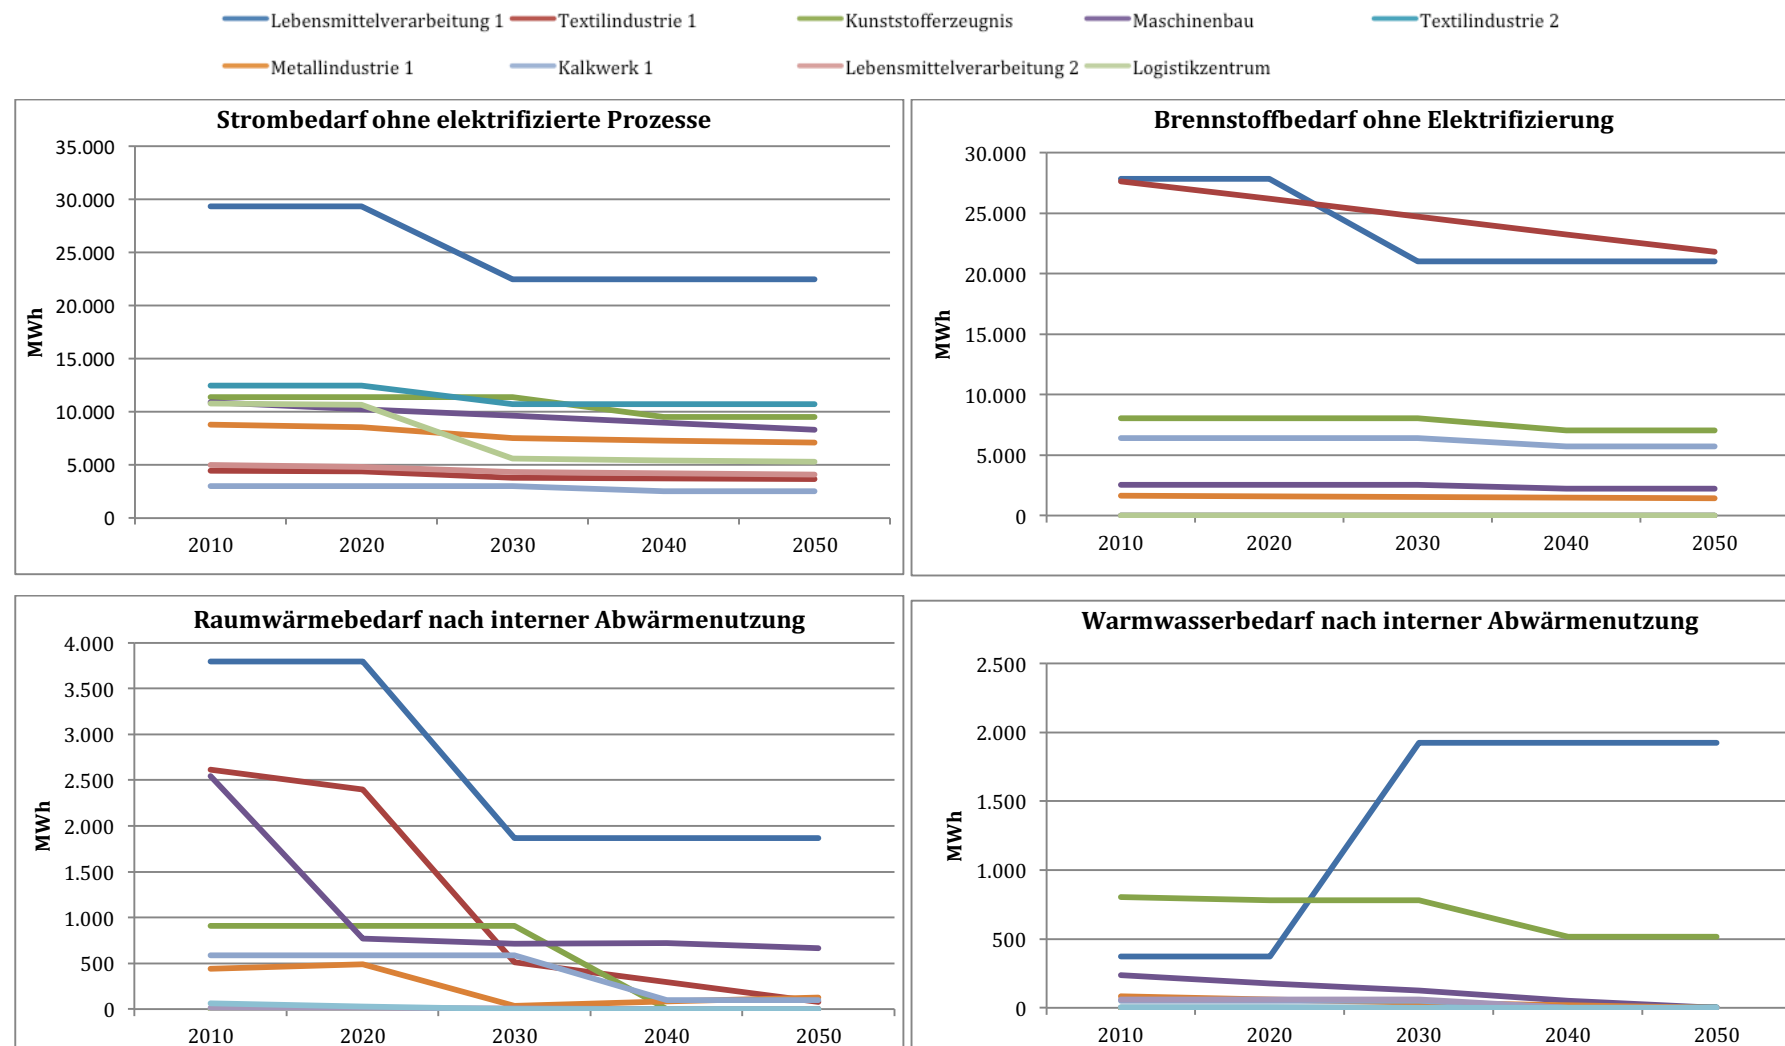 Lebensmittelverarbeitung 1 Textilindustrie 1 Kunststofferzeugnis Maschinenbau Textilindustrie 2
Metallindustrie 1 Kalkwerk 1 Lebensmittelverarbeitung 2 Logistikzentrum
Strombedarf ohne elektrifizierte Prozesse
35.000
30.000
25.000
20.000
15.000
10.000
5.000
0
MWh
2010 2020 2030 2040 2050
Brennstoffbedarf ohne Elektrifizierung
30.000
25.000
20.000
15.000
10.000
5.000
0
MWh
2010 2020 2030 2040 2050
Raumwärmebedarf nach interner Abwärmenutzung
4.000
3.500
3.000
2.500
2.000
1.500
1.000
500
0
MWh
2010 2020 2030 2040 2050
Warmwasserbedarf nach interner Abwärmenutzung
2.500
2.000
1.500
1.000
500
0
MWh
2010 2020 2030 2040 2050